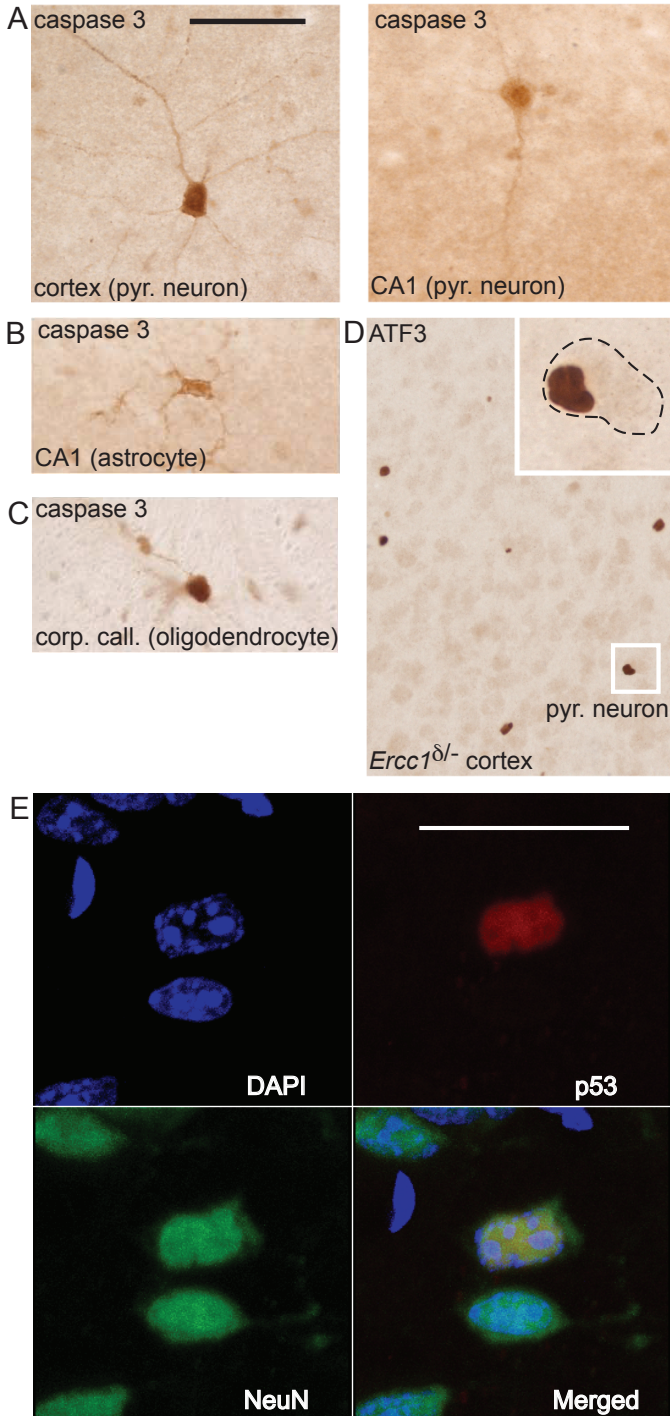 A
caspase 3
cortex (pyr. neuron)
caspase 3
CA1 (pyr. neuron)
B
caspase 3
CA1 (astrocyte)
C
caspase 3
corp. call. (oligodendrocyte)
D
ATF3
pyr. neuron
Ercc1δ/- cortex
E
DAPI
p53
NeuN
Merged